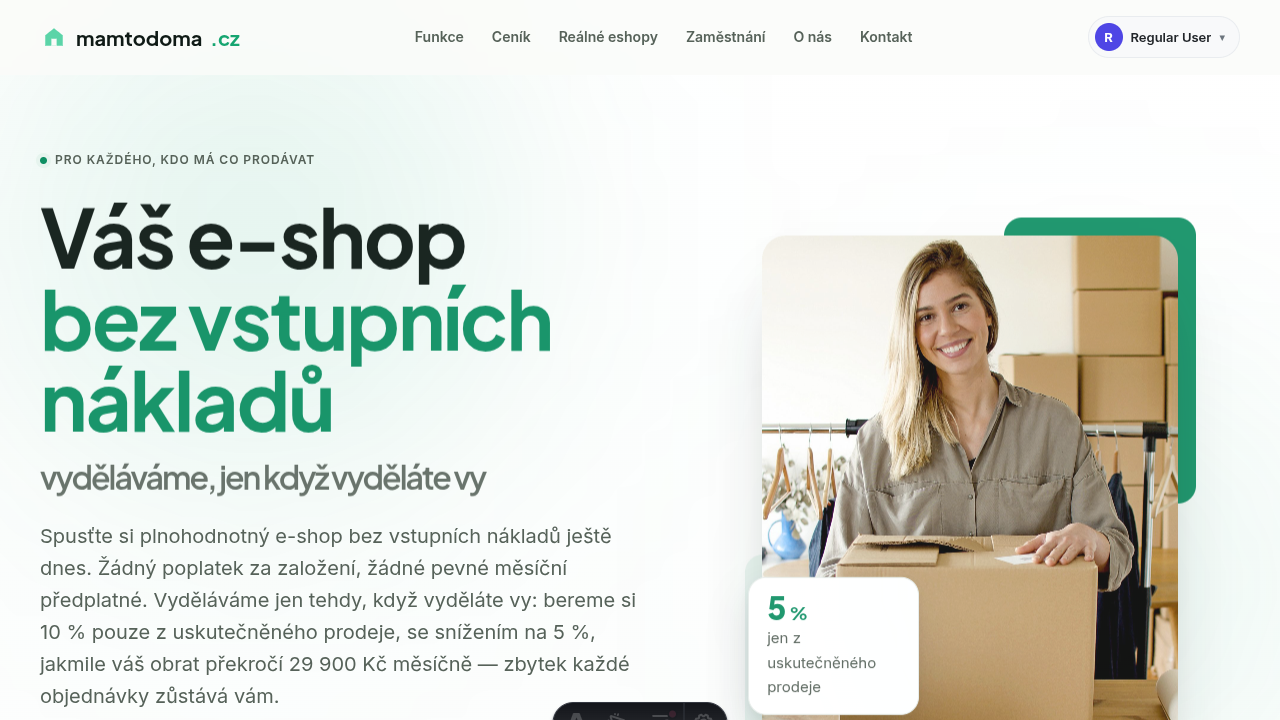 mamtodoma .cz
Funkce
Ceník
Reálné eshopy
Zaměstnání
O nás
Kontakt
R
Regular User ▾
PRO KAŽDÉHO, KDO MÁ CO PRODÁVAT
Váš e-shop
bez vstupních
nákladů
vyděláváme, jen když vyděláte vy
Spusťte si plnohodnotný e-shop bez vstupních nákladů ještě
dnes. Žádný poplatek za založení, žádné pevné měsíční
předplatné. Vyděláváme jen tehdy, když vyděláte vy: bereme si
10 % pouze z uskutečněného prodeje, se snížením na 5 %,
jakmile váš obrat překročí 29 900 Kč měsíčně — zbytek každé
objednávky zůstává vám.
5 %
jen z
uskutečněného
prodeje